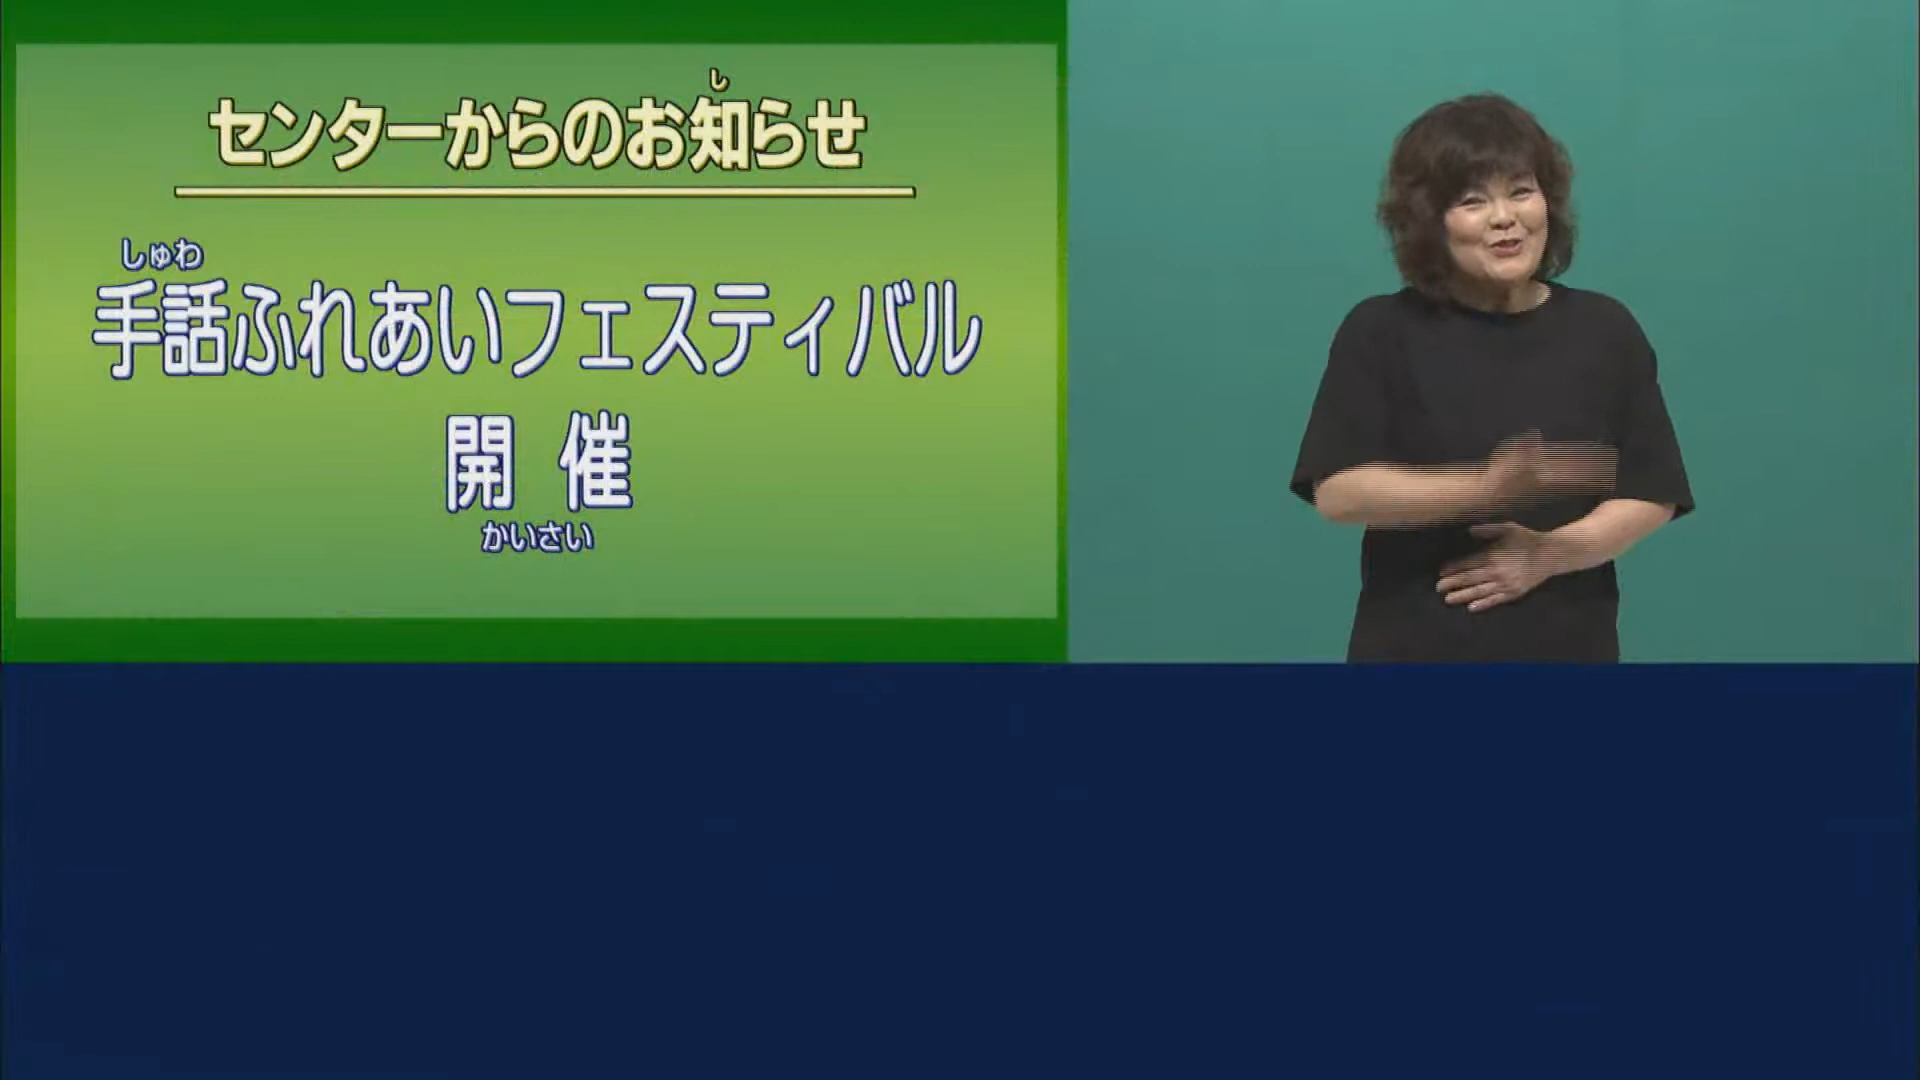 し
センターからのお知らせ
しゅわ
手話ふれあいフェスティバル
開催
かいさい